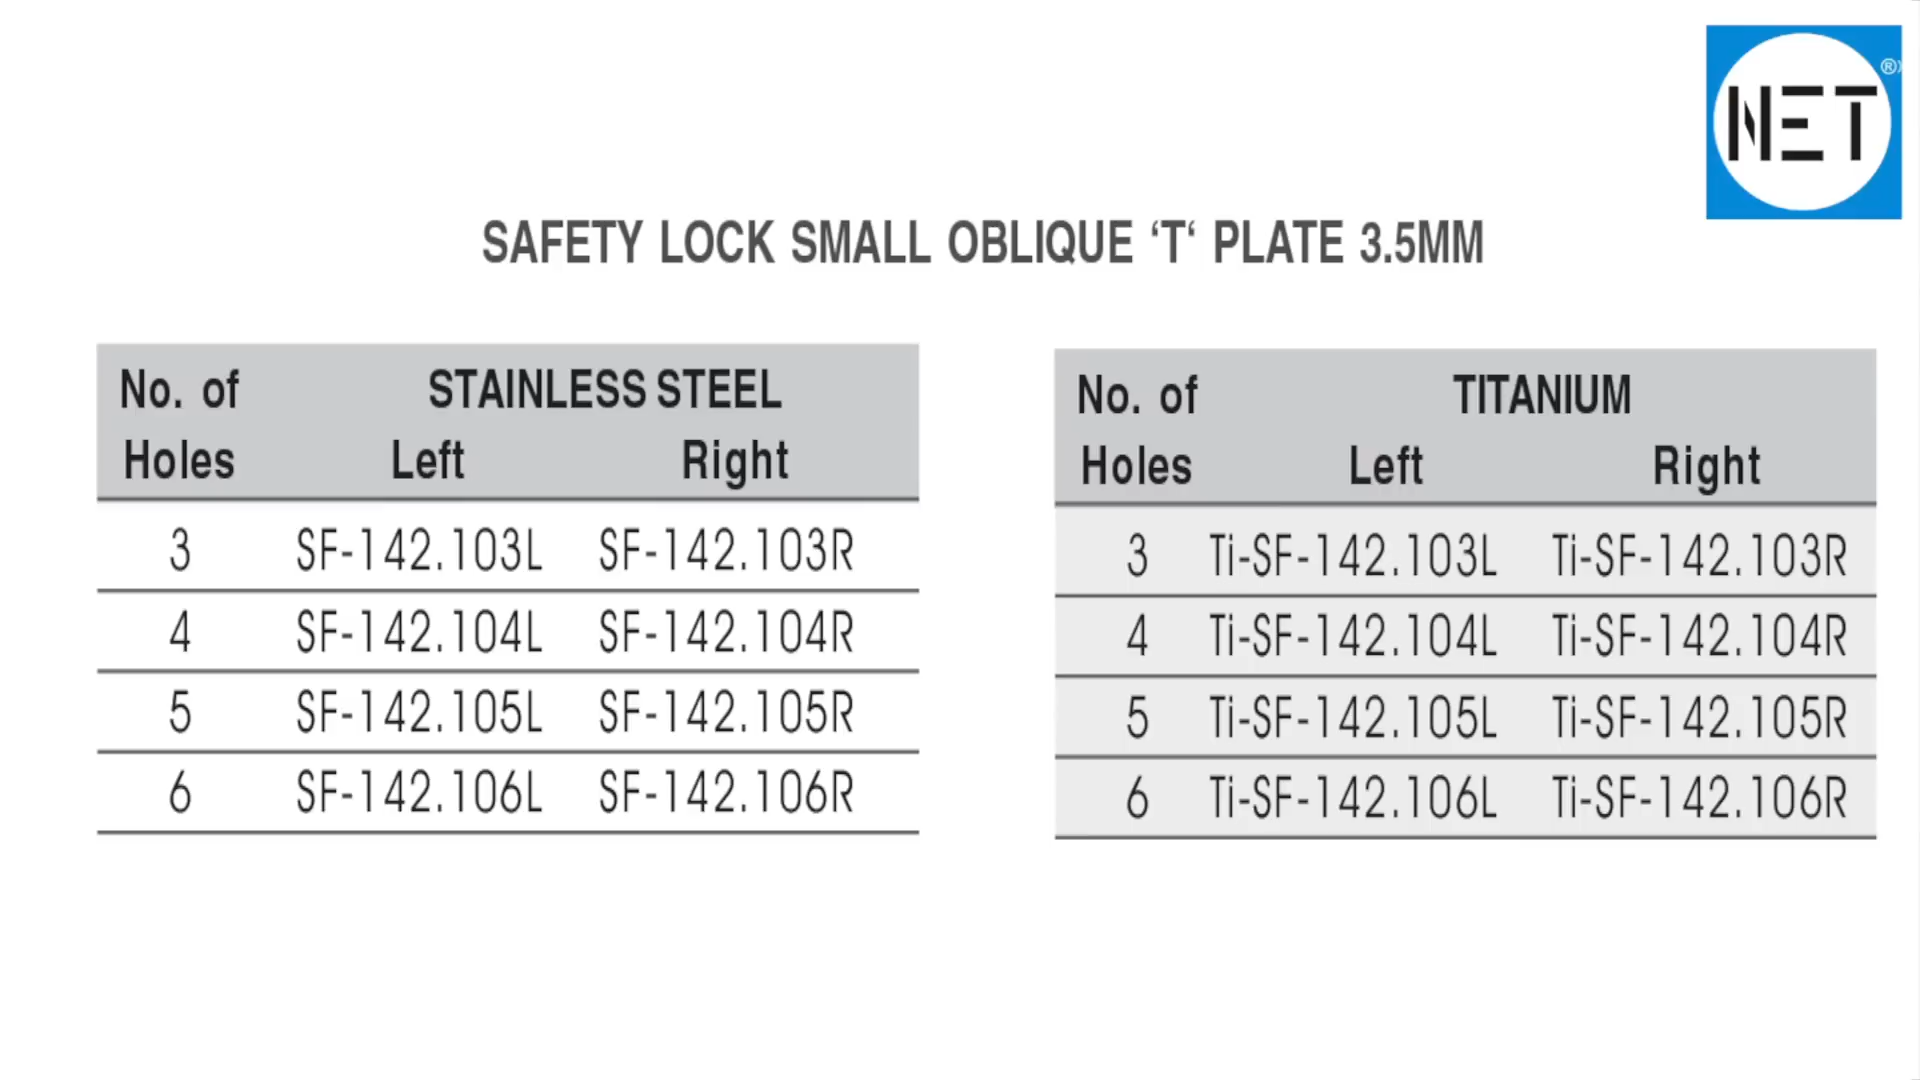 NET
®
SAFETY LOCK SMALL OBLIQUE ‘T‘ PLATE 3.5MM
No. of STAINLESS STEEL
Holes Left Right
3 SF-142.103L SF-142.103R
4 SF-142.104L SF-142.104R
5 SF-142.105L SF-142.105R
6 SF-142.106L SF-142.106R
No. of TITANIUM
Holes Left Right
3 Ti-SF-142.103L Ti-SF-142.103R
4 Ti-SF-142.104L Ti-SF-142.104R
5 Ti-SF-142.105L Ti-SF-142.105R
6 Ti-SF-142.106L Ti-SF-142.106R